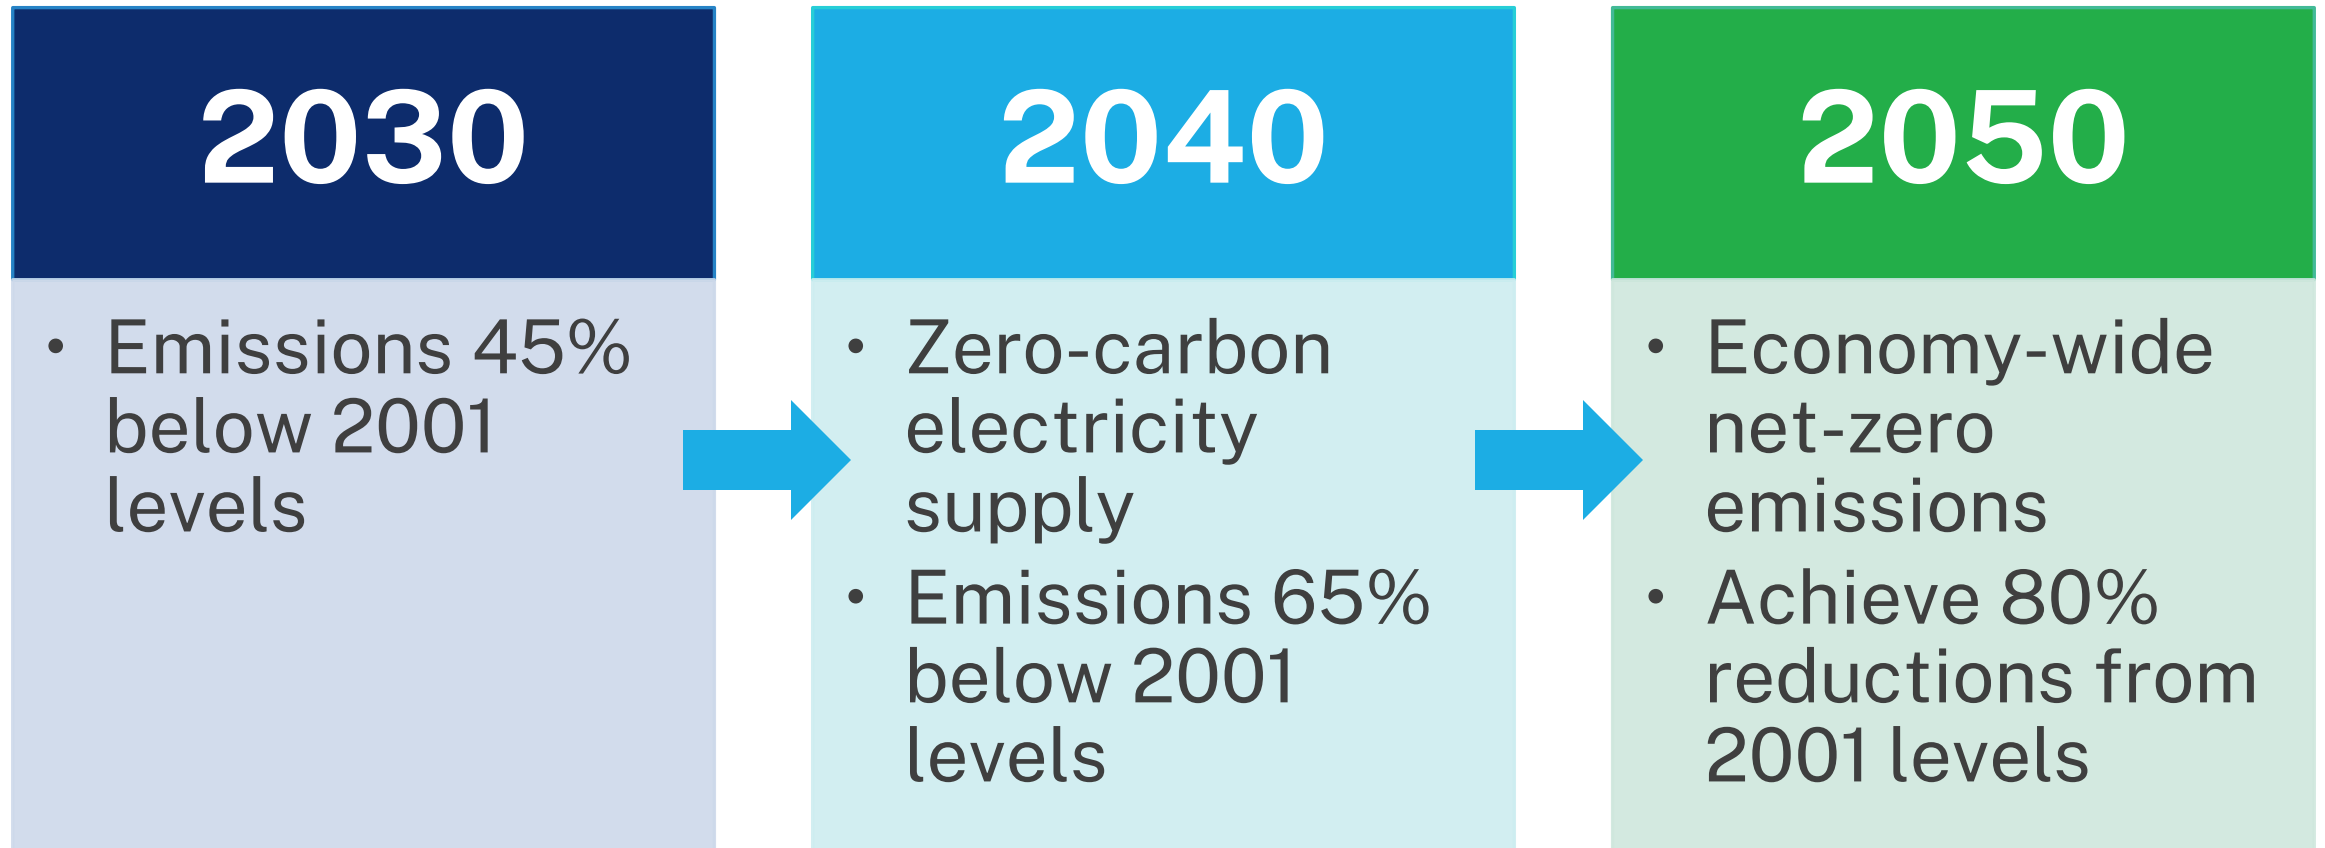 2030
• Emissions 45%
below 2001
levels
2040
• Zero-carbon
electricity
supply
• Emissions 65%
below 2001
levels
2050
• Economy-wide
net-zero
emissions
• Achieve 80%
reductions from
2001 levels